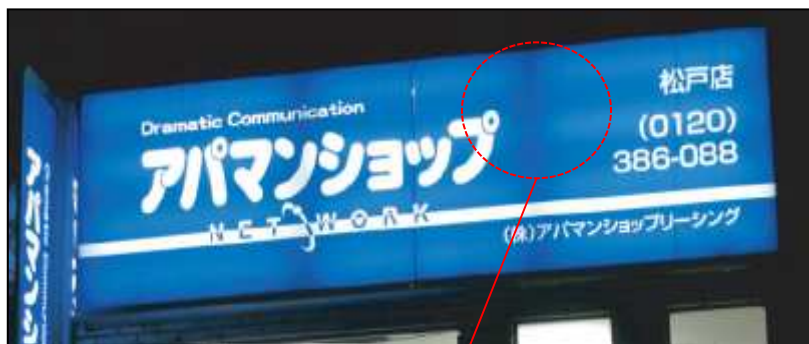 Dramatic Communication
アパマンショップ
NETWORK
松戸店
(0120)
386-088
(株)アパマンショップリーシング